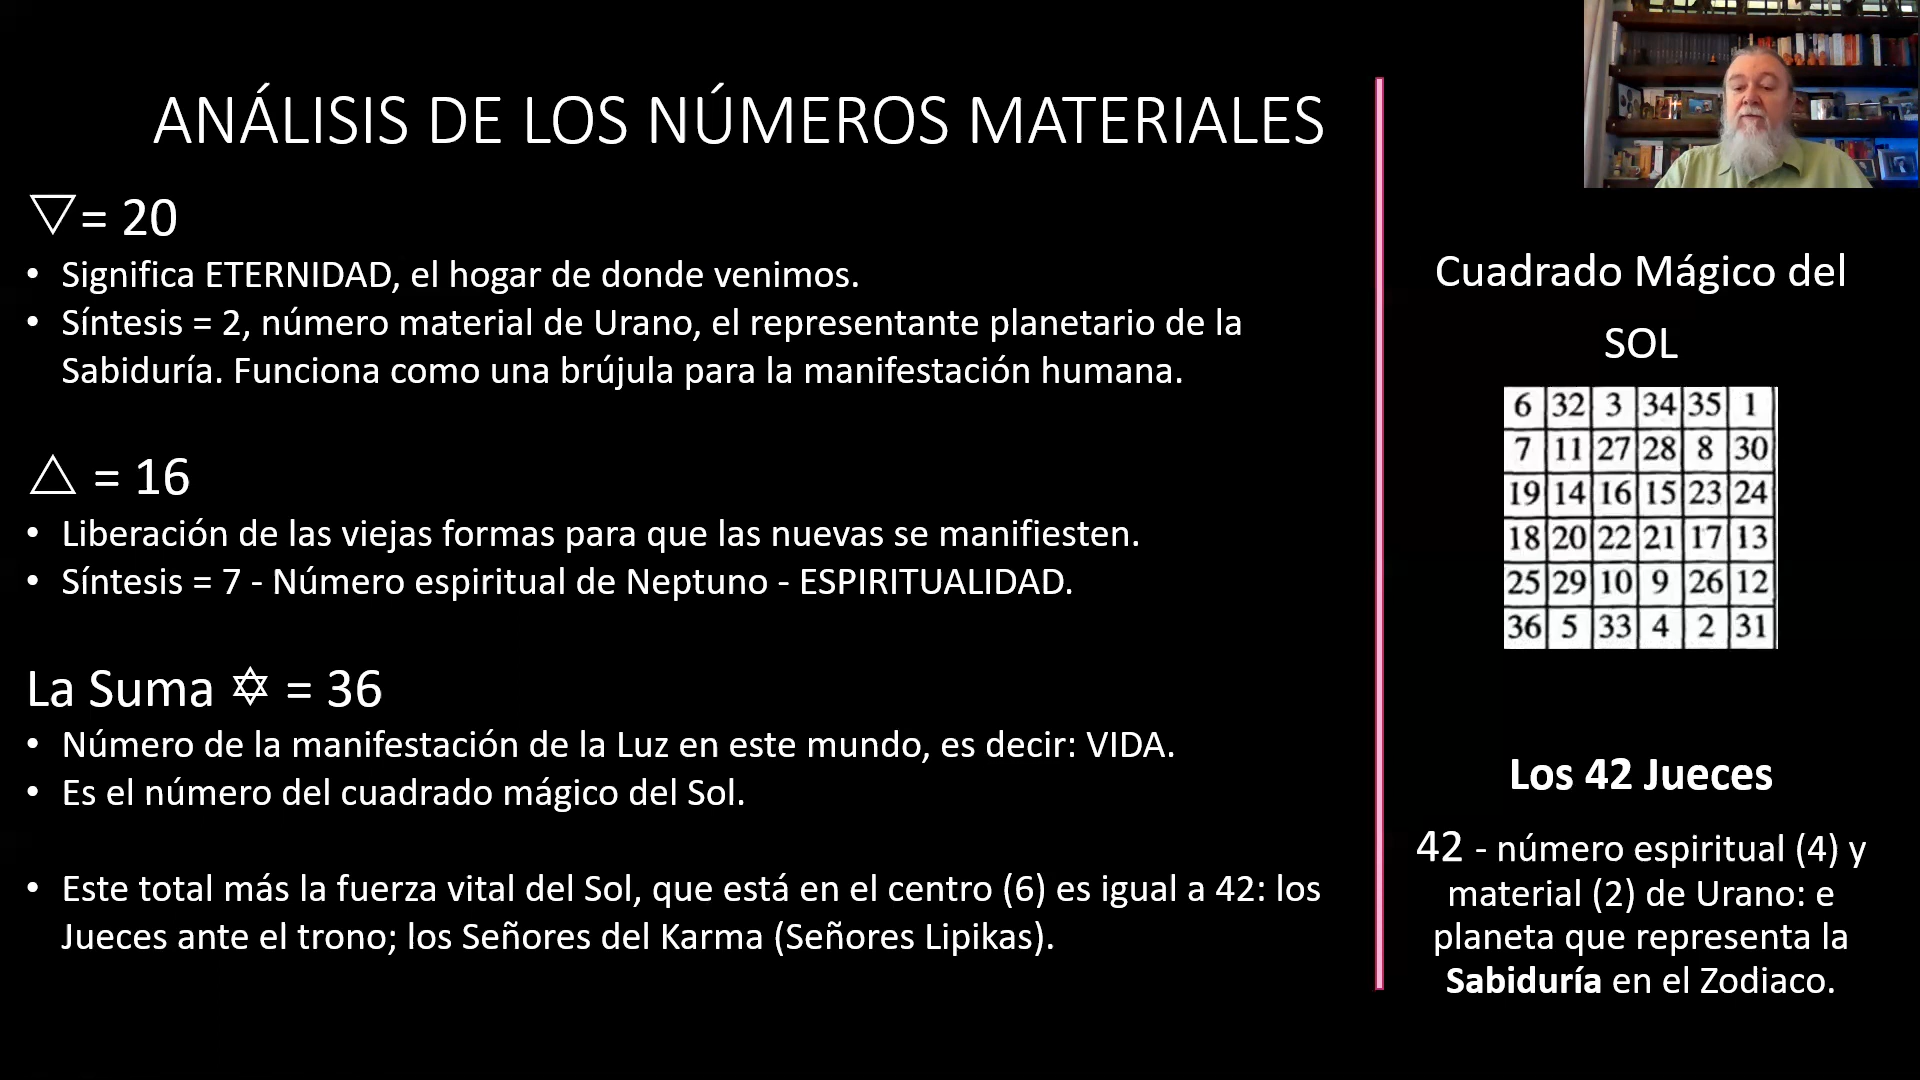 ANÁLISIS DE LOS NÚMEROS MATERIALES
▽= 20
• Significa ETERNIDAD, el hogar de donde venimos.
• Síntesis = 2, número material de Urano, el representante planetario de la
Sabiduría. Funciona como una brújula para la manifestación humana.
△ = 16
• Liberación de las viejas formas para que las nuevas se manifiesten.
• Síntesis = 7 - Número espiritual de Neptuno - ESPIRITUALIDAD.
La Suma ✡ = 36
• Número de la manifestación de la Luz en este mundo, es decir: VIDA.
• Es el número del cuadrado mágico del Sol.
• Este total más la fuerza vital del Sol, que está en el centro (6) es igual a 42: los
Jueces ante el trono; los Señores del Karma (Señores Lipikas).
Cuadrado Mágico del
SOL
6 32 3 34 35 1
7 11 27 28 8 30
19 14 16 15 23 24
18 20 22 21 17 13
25 29 10 9 26 12
36 5 33 4 2 31
Los 42 Jueces
42 - número espiritual (4) y
material (2) de Urano: e
planeta que representa la
Sabiduría en el Zodiaco.